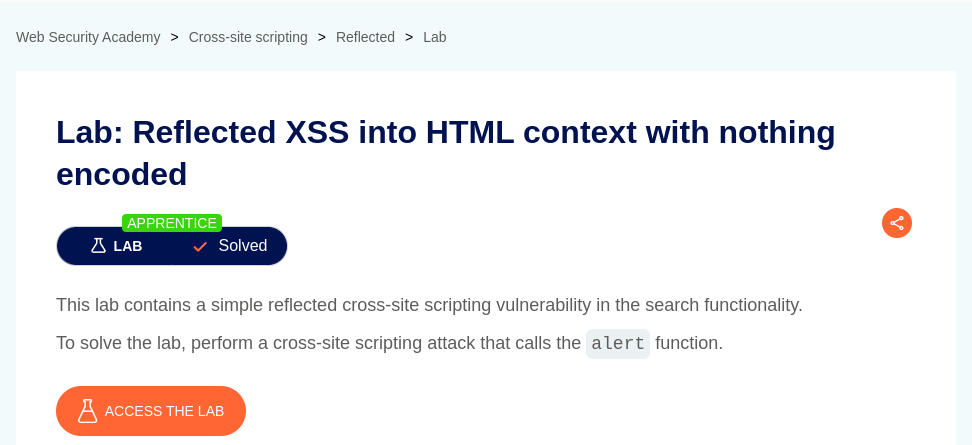 Web Security Academy > Cross-site scripting > Reflected > Lab
Lab: Reflected XSS into HTML context with nothing
encoded
APPRENTICE
LAB Solved
This lab contains a simple reflected cross-site scripting vulnerability in the search functionality.
To solve the lab, perform a cross-site scripting attack that calls the alert function.
ACCESS THE LAB